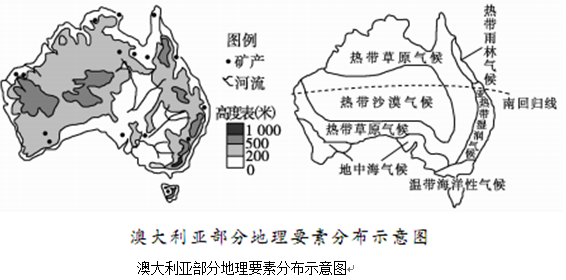 图例
矿产
河流
高度表(米)
1 000
500
200
0
热带草原气候
热带雨林气候
热带沙漠气候
南回归线
热带草原气候
热带湿润气候
地中海气候
温带海洋性气候
澳大利亚部分地理要素分布示意图
澳大利亚部分地理要素分布示意图